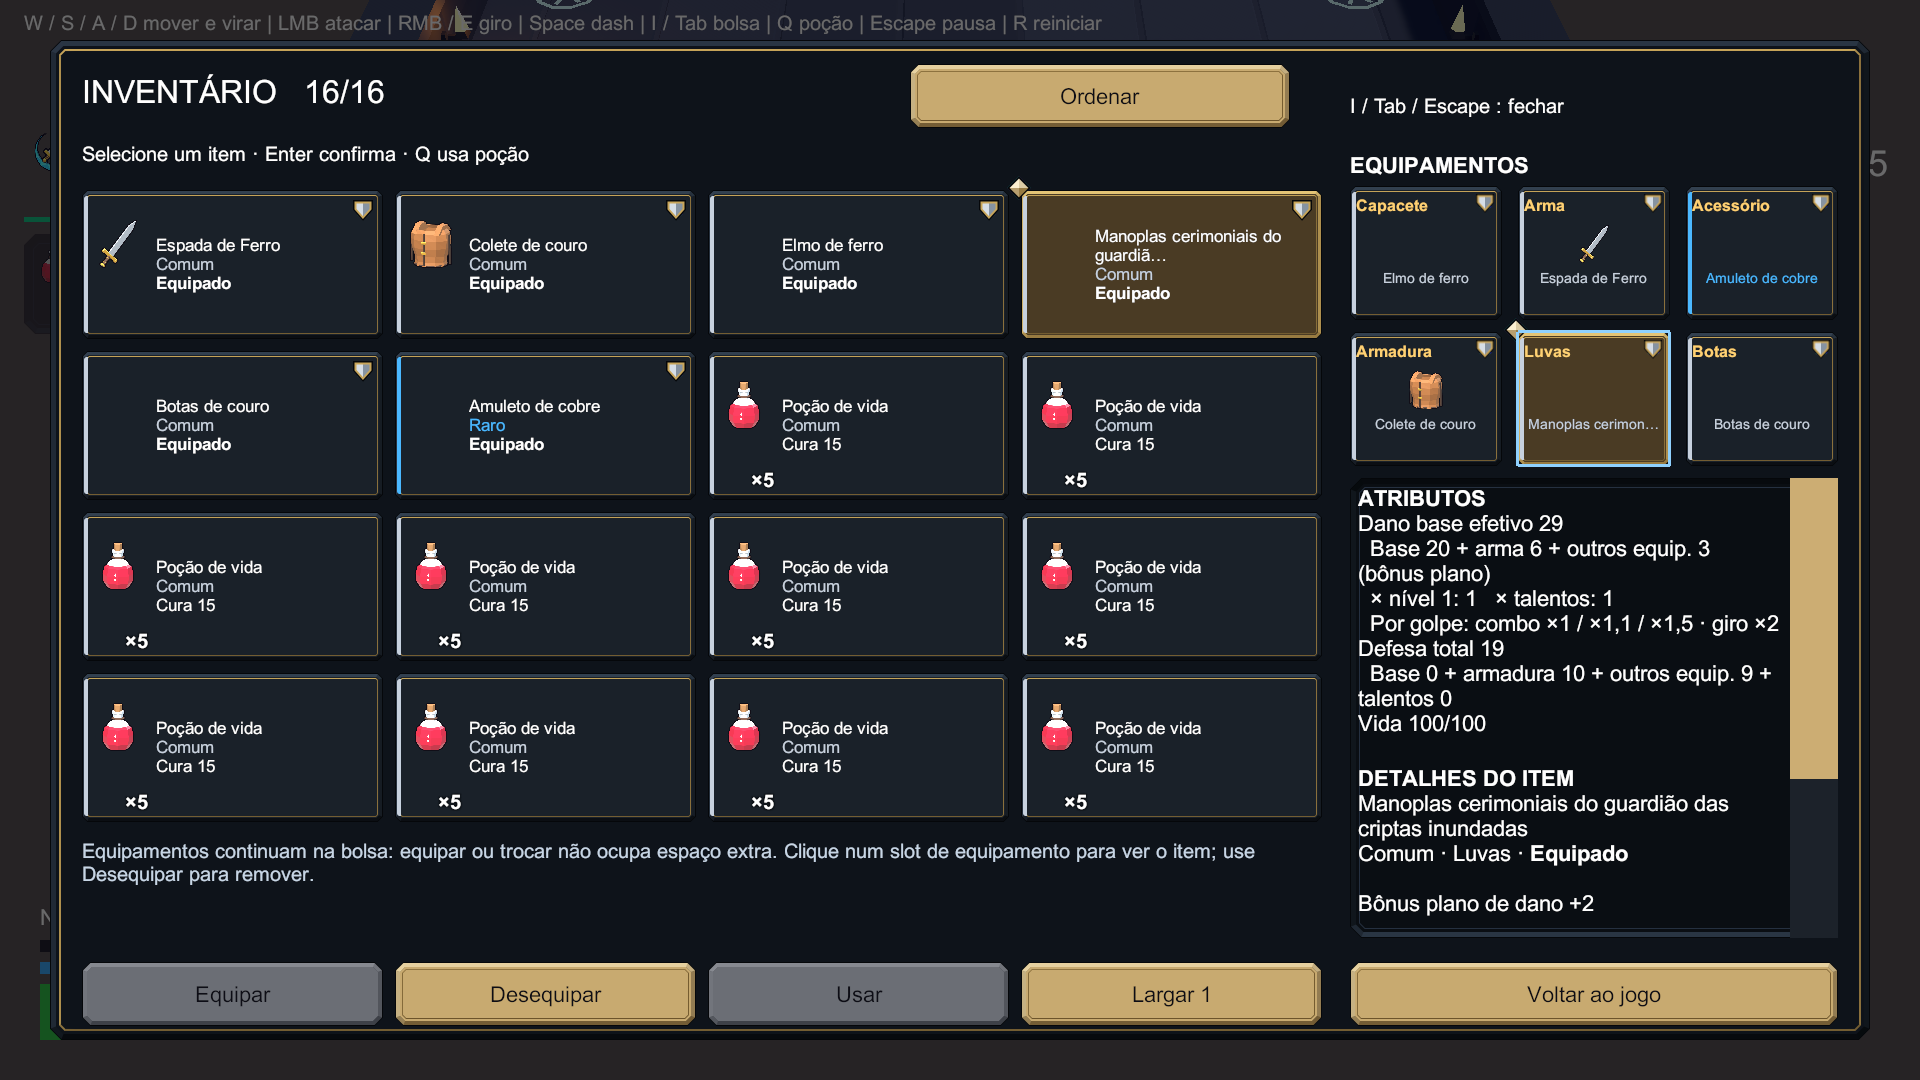 W / S / A / D mover e virar | LMB atacar | RMB / E giro | Space dash | I / Tab bolsa | Q poção | Escape pausa | R reiniciar
INVENTÁRIO 16/16
Ordenar
I / Tab / Escape : fechar
Selecione um item · Enter confirma · Q usa poção
Espada de Ferro
Comum
Equipado
Colete de couro
Comum
Equipado
Elmo de ferro
Comum
Equipado
Manoplas cerimoniais do
guardiã...
Comum
Equipado
Botas de couro
Comum
Equipado
Amuleto de cobre
Raro
Equipado
Poção de vida
Comum
Cura 15
×5
Poção de vida
Comum
Cura 15
×5
Poção de vida
Comum
Cura 15
×5
Poção de vida
Comum
Cura 15
×5
Poção de vida
Comum
Cura 15
×5
Poção de vida
Comum
Cura 15
×5
Poção de vida
Comum
Cura 15
×5
Poção de vida
Comum
Cura 15
×5
Poção de vida
Comum
Cura 15
×5
Poção de vida
Comum
Cura 15
×5
Equipamentos continuam na bolsa: equipar ou trocar não ocupa espaço extra. Clique num slot de equipamento para ver o item; use
Desequipar para remover.
Equipar
Desequipar
Usar
Largar 1
EQUIPAMENTOS
Capacete
Elmo de ferro
Arma
Espada de Ferro
Acessório
Amuleto de cobre
Armadura
Colete de couro
Luvas
Manoplas cerimon...
Botas
Botas de couro
ATRIBUTOS
Dano base efetivo 29
Base 20 + arma 6 + outros equip. 3
(bônus plano)
× nível 1: 1 × talentos: 1
Por golpe: combo ×1 / ×1,1 / ×1,5 · giro ×2
Defesa total 19
Base 0 + armadura 10 + outros equip. 9 +
talentos 0
Vida 100/100
DETALHES DO ITEM
Manoplas cerimoniais do guardião das
criptas inundadas
Comum · Luvas · Equipado
Bônus plano de dano +2
Voltar ao jogo
5
N